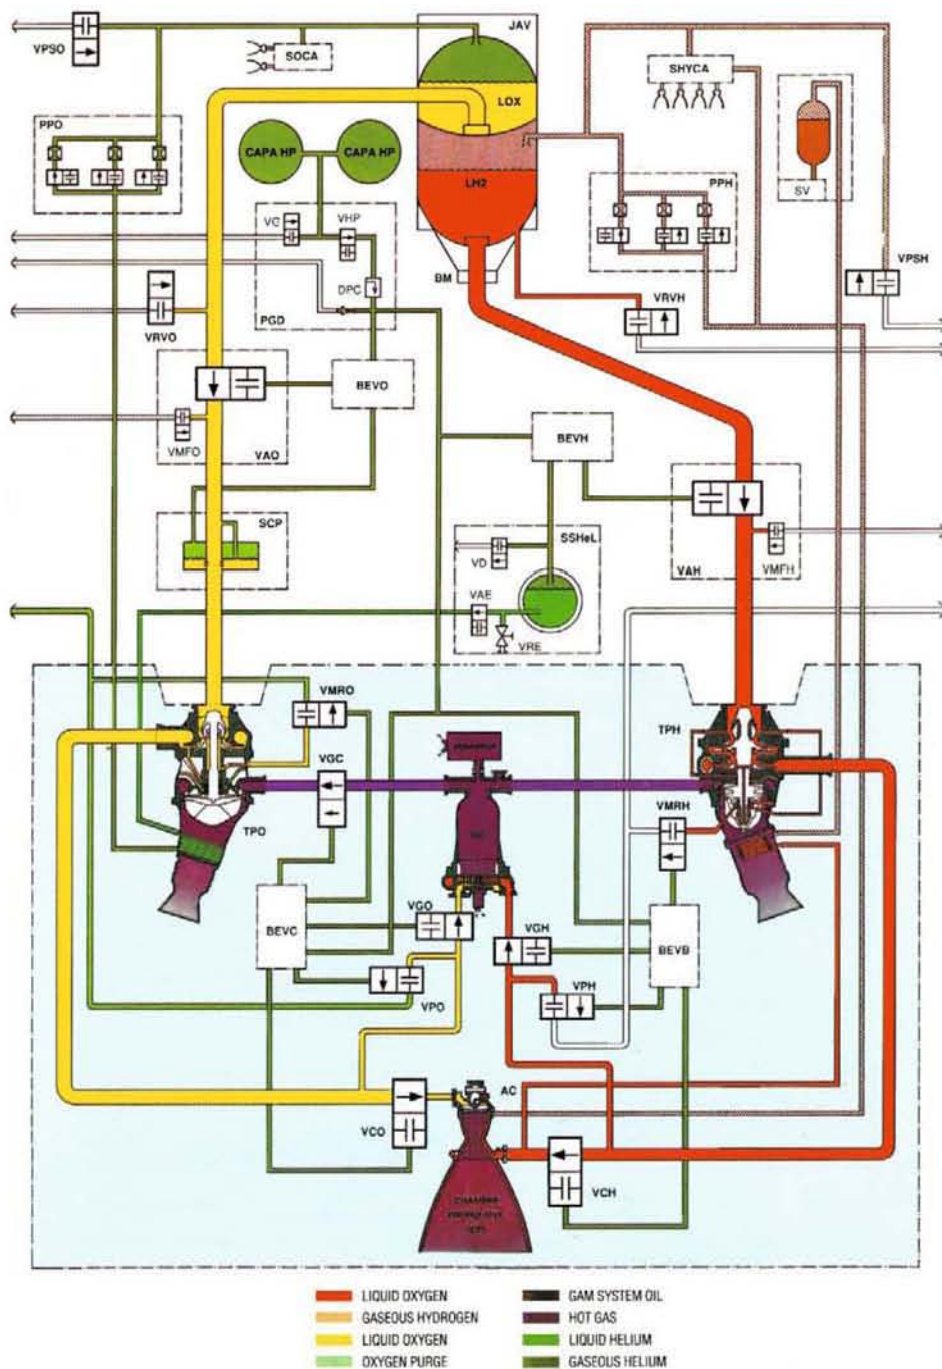 JAV
VPSO
SOCA
SHYCA
LOX
PPO
CAPA HP
CAPA HP
LH2
PPH
SV
VG
VHP
VPSH
BM
DPC
VRVH
PGD
VRVO
BEVO
BEVH
VMFO
VAO
SCP
SSHeL
VD
VAH
VMFH
VAE
VRE
VMRO
TPH
VGC
VMRH
TPO
VGO
BEVC
VGH
BEVB
VPO
VPH
AC
VCO
VCH
CHAMBRE
LIQUID OXYGEN
GAM SYSTEM OIL
GASEOUS HYDROGEN
HOT GAS
LIQUID OXYGEN
LIQUID HELIUM
OXYGEN PURGE
GASEOUS HELIUM